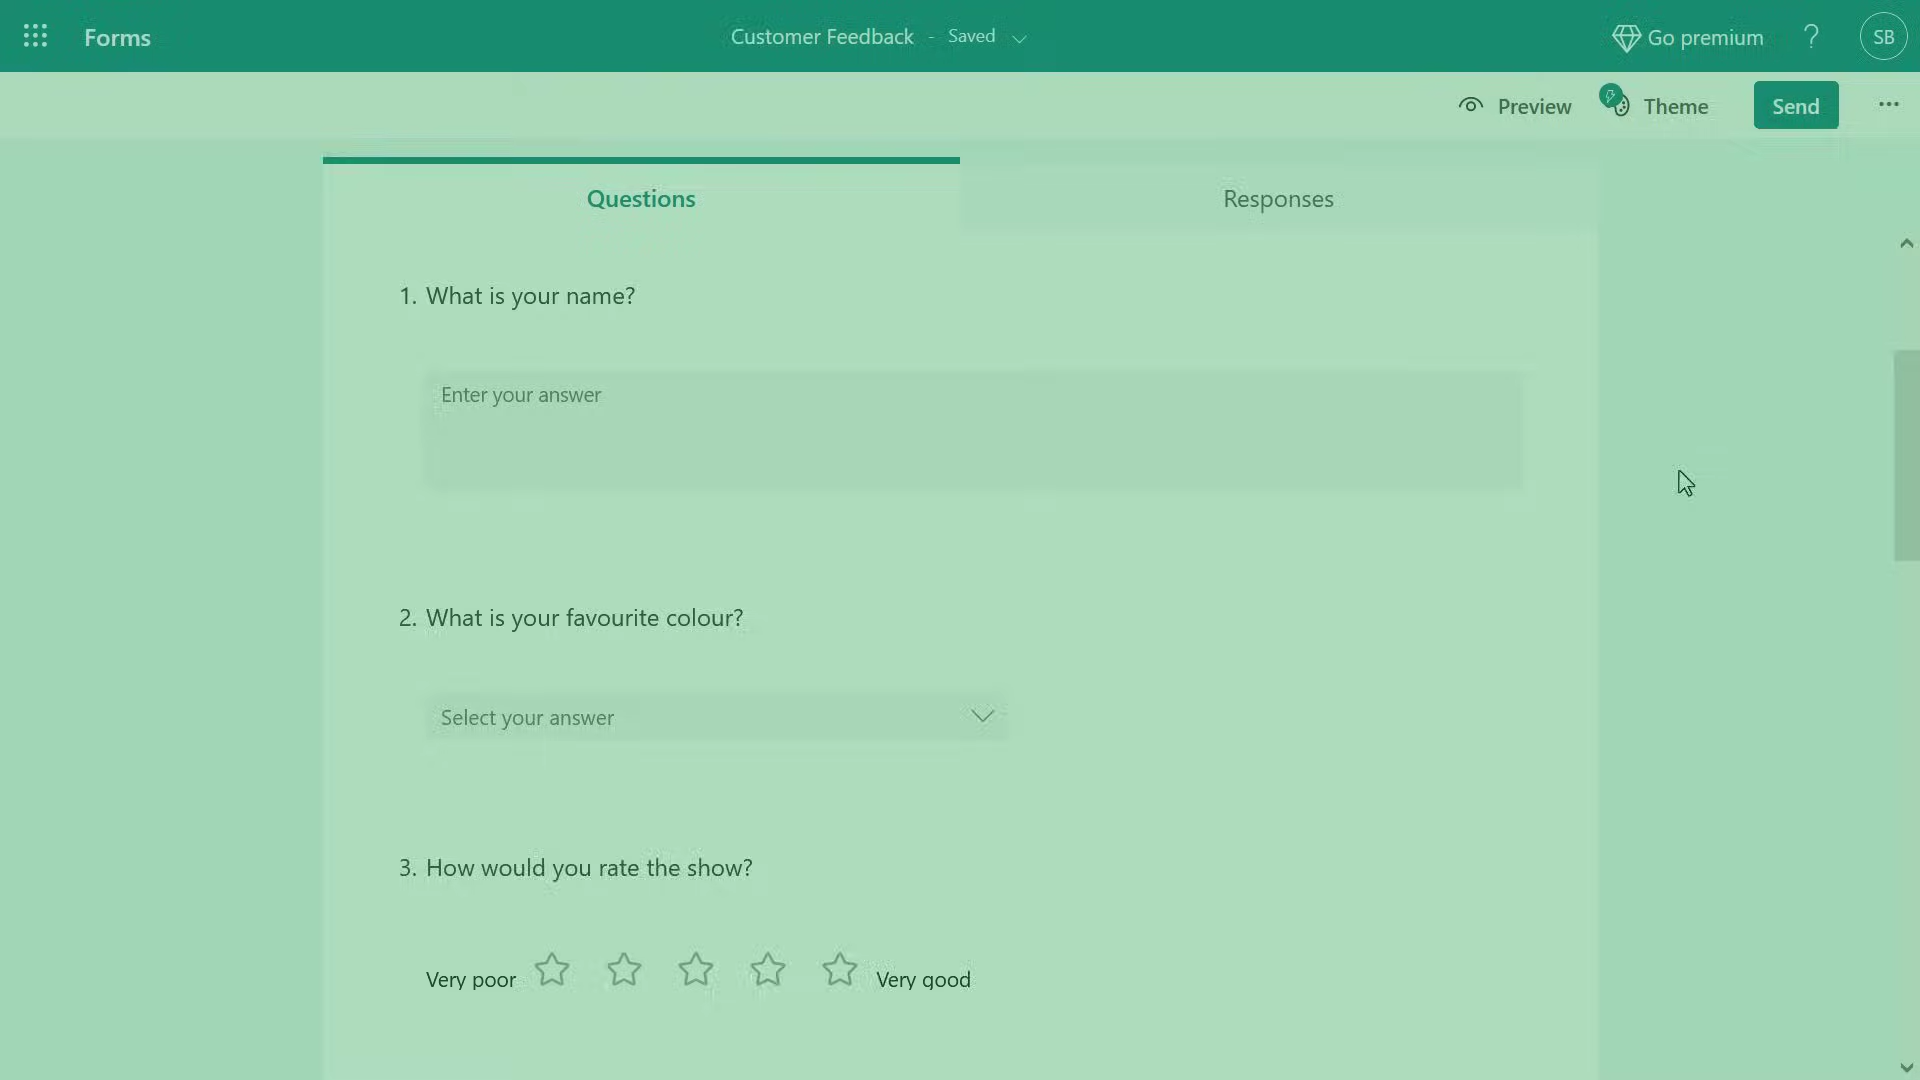 Forms
Customer Feedback - Saved
Go premium
?
SB
Preview
Theme
Send
Questions
Responses
1. What is your name?
Enter your answer
2. What is your favourite colour?
Select your answer
3. How would you rate the show?
Very poor
Very good